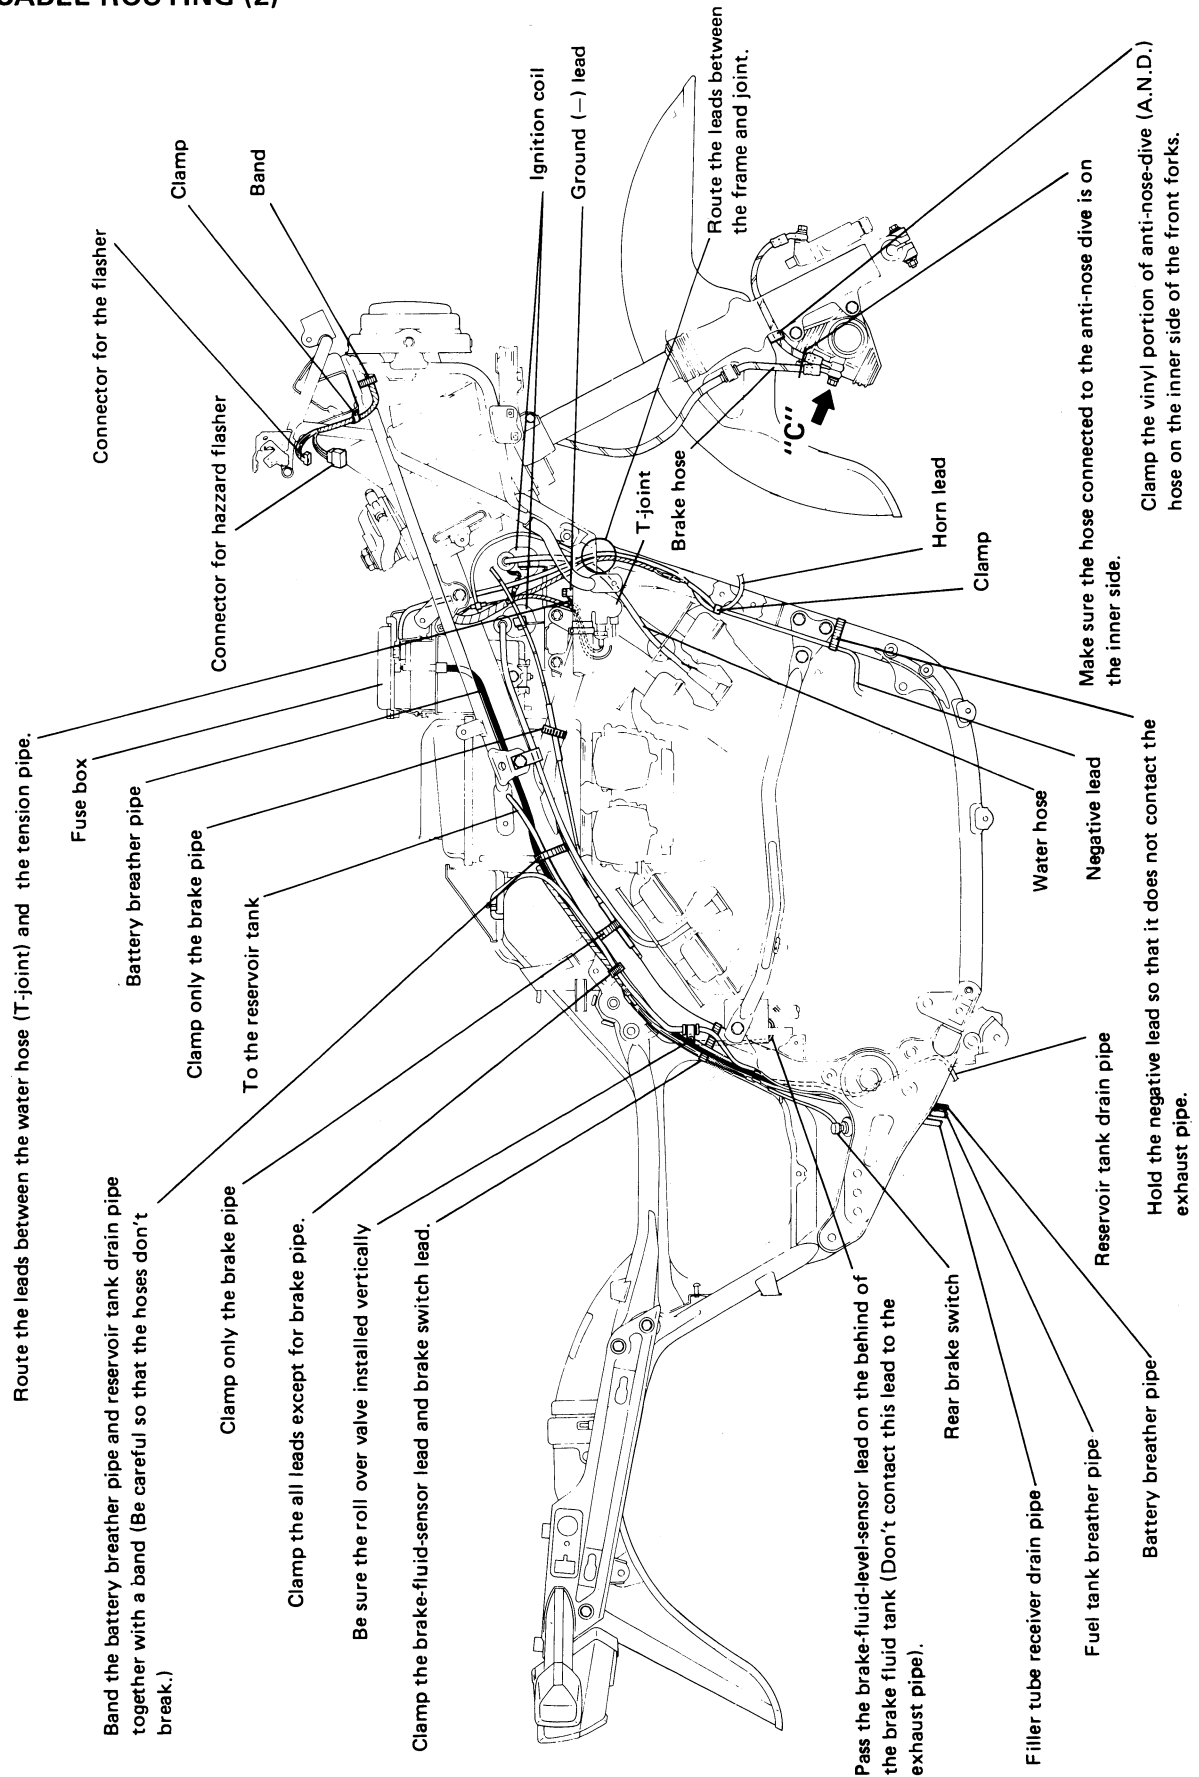 CABLE ROUTING (2)
Route the leads between the water hose (T-joint) and the tension pipe.
Fuse box
Battery breather pipe
Clamp only the brake pipe
To the reservoir tank
Band the battery breather pipe and reservoir tank drain pipe
together with a band (Be careful so that the hoses don't
break.)
Clamp only the brake pipe
Clamp the all leads except for brake pipe.
Be sure the roll over valve installed vertically
Clamp the brake-fluid-sensor lead and brake switch lead.
Connector for the flasher
Clamp
Band
Connector for hazzard flasher
Ignition coil
Ground (—) lead
Route the leads between
the frame and joint.
"C"
T-joint
Brake hose
Horn lead
Clamp
Clamp the vinyl portion of anti-nose-dive (A.N.D.)
hose on the inner side of the front forks.
Make sure the hose connected to the anti-nose dive is on
the inner side.
Water hose
Negative lead
Hold the negative lead so that it does not contact the
exhaust pipe.
Reservoir tank drain pipe
Pass the brake-fluid-level-sensor lead on the behind of
the brake fluid tank (Don't contact this lead to the
exhaust pipe).
Rear brake switch
Filler tube receiver drain pipe
Fuel tank breather pipe
Battery breather pipe